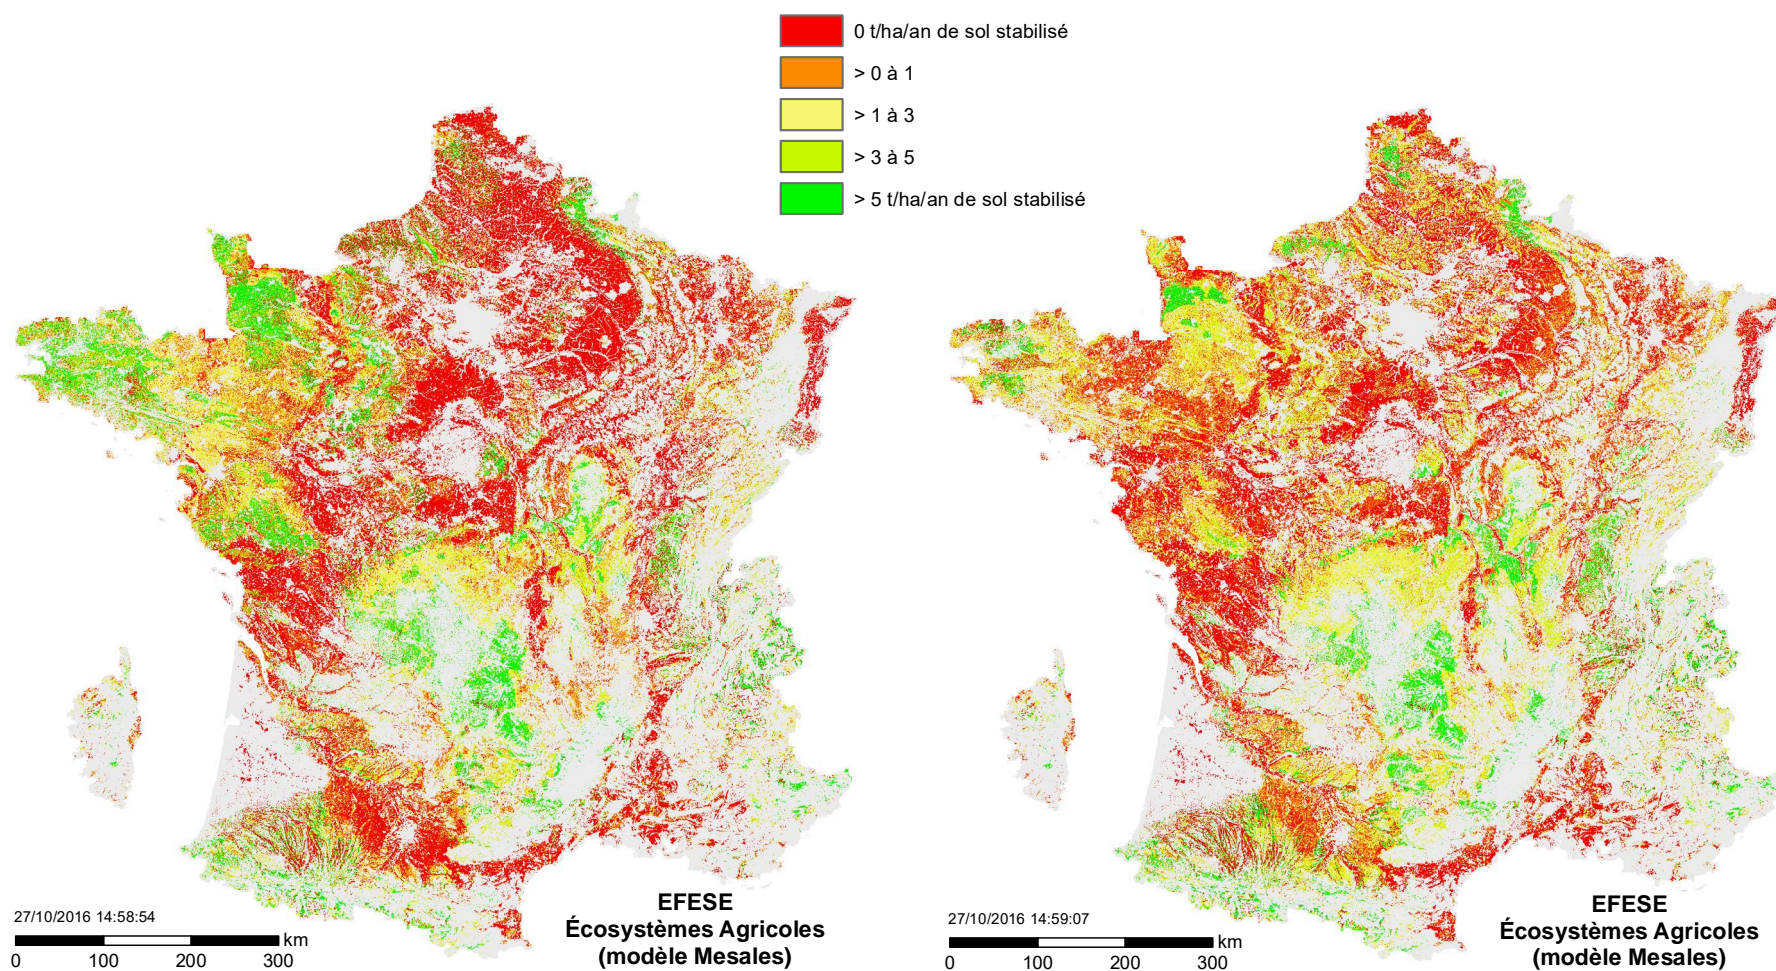 0 t/ha/an de sol stabilisé
> 0 à 1
> 1 à 3
> 3 à 5
> 5 t/ha/an de sol stabilisé
27/10/2016 14:58:54
km
0 100 200 300
EFESE
Écosystèmes Agricoles
(modèle Mesales)
27/10/2016 14:59:07
km
0 100 200 300
EFESE
Écosystèmes Agricoles
(modèle Mesales)